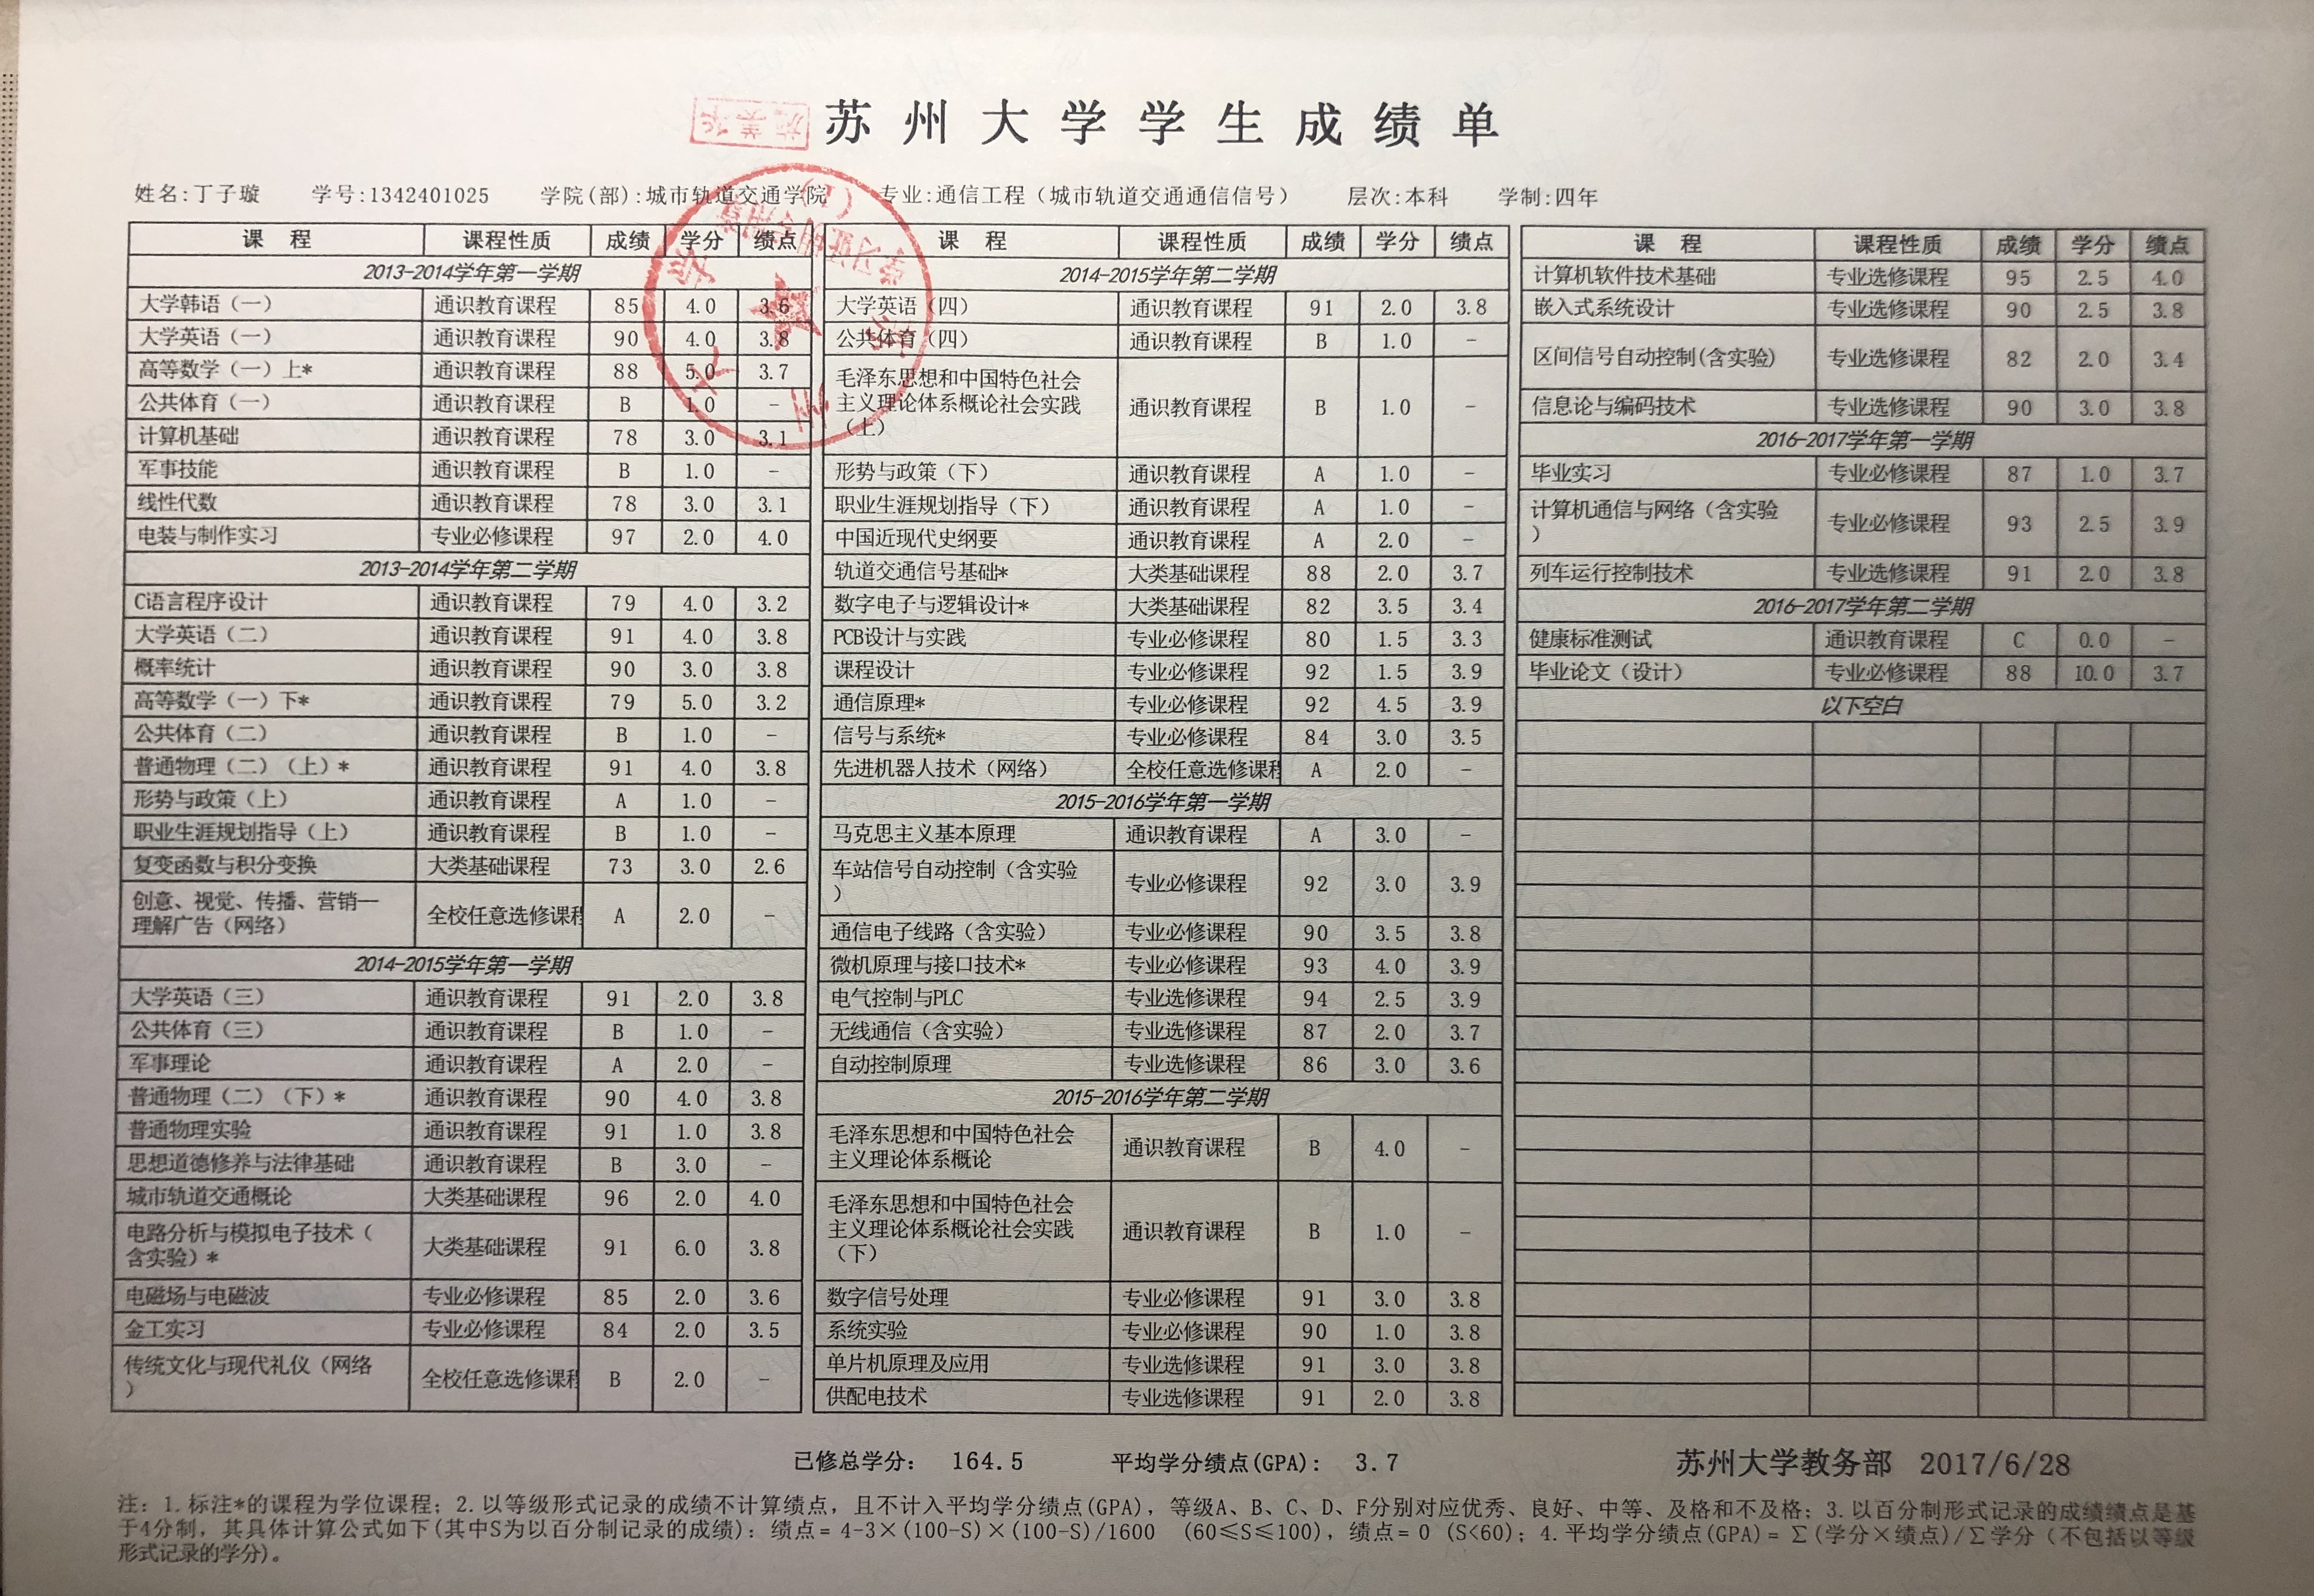 苏州大学学生成绩单
施美华
姓名:丁子璇 学号:1342401025 学院(部):城市轨道交通学院 专业:通信工程（城市轨道交通通信信号） 层次:本科 学制:四年
课 程 课程性质 成绩 学分 绩点
2013-2014学年第一学期
大学韩语（一） 通识教育课程 85 4.0 3.6
大学英语（一） 通识教育课程 90 4.0 3.8
高等数学（一）上* 通识教育课程 88 5.0 3.7
公共体育（一） 通识教育课程 B 1.0 -
计算机基础 通识教育课程 78 3.0 3.1
军事技能 通识教育课程 B 1.0 -
线性代数 通识教育课程 78 3.0 3.1
电装与制作实习 专业必修课程 97 2.0 4.0
2013-2014学年第二学期
C语言程序设计 通识教育课程 79 4.0 3.2
大学英语（二） 通识教育课程 91 4.0 3.8
概率统计 通识教育课程 90 3.0 3.8
高等数学（一）下* 通识教育课程 79 5.0 3.2
公共体育（二） 通识教育课程 B 1.0 -
普通物理（二）（上）* 通识教育课程 91 4.0 3.8
形势与政策（上） 通识教育课程 A 1.0 -
职业生涯规划指导（上） 通识教育课程 B 1.0 -
复变函数与积分变换 大类基础课程 73 3.0 2.6
创意、视觉、传播、营销——
理解广告（网络） 全校任意选修课程 A 2.0 -
2014-2015学年第一学期
大学英语（三） 通识教育课程 91 2.0 3.8
公共体育（三） 通识教育课程 B 1.0 -
军事理论 通识教育课程 A 2.0 -
普通物理（二）（下）* 通识教育课程 90 4.0 3.8
普通物理实验 通识教育课程 91 1.0 3.8
思想道德修养与法律基础 通识教育课程 B 3.0 -
城市轨道交通概论 大类基础课程 96 2.0 4.0
电路分析与模拟电子技术（
含实验）* 大类基础课程 91 6.0 3.8
电磁场与电磁波 专业必修课程 85 2.0 3.6
金工实习 专业必修课程 84 2.0 3.5
传统文化与现代礼仪（网络
） 全校任意选修课程 B 2.0 -
课 程 课程性质 成绩 学分 绩点
2014-2015学年第二学期
大学英语（四） 通识教育课程 91 2.0 3.8
公共体育（四） 通识教育课程 B 1.0 -
毛泽东思想和中国特色社会
主义理论体系概论社会实践
（上） 通识教育课程 B 1.0 -
形势与政策（下） 通识教育课程 A 1.0 -
职业生涯规划指导（下） 通识教育课程 A 1.0 -
中国近现代史纲要 通识教育课程 A 2.0 -
轨道交通信号基础* 大类基础课程 88 2.0 3.7
数字电子与逻辑设计* 大类基础课程 82 3.5 3.4
PCB设计与实践 专业必修课程 80 1.5 3.3
课程设计 专业必修课程 92 1.5 3.9
通信原理* 专业必修课程 92 4.5 3.9
信号与系统* 专业必修课程 84 3.0 3.5
先进机器人技术（网络） 全校任意选修课程 A 2.0 -
2015-2016学年第一学期
马克思主义基本原理 通识教育课程 A 3.0 -
车站信号自动控制（含实验
） 专业必修课程 92 3.0 3.9
通信电子线路（含实验） 专业必修课程 90 3.5 3.8
微机原理与接口技术* 专业必修课程 93 4.0 3.9
电气控制与PLC 专业选修课程 94 2.5 3.9
无线通信（含实验） 专业选修课程 87 2.0 3.7
自动控制原理 专业选修课程 86 3.0 3.6
2015-2016学年第二学期
毛泽东思想和中国特色社会
主义理论体系概论 通识教育课程 B 4.0 -
毛泽东思想和中国特色社会
主义理论体系概论社会实践
（下） 通识教育课程 B 1.0 -
数字信号处理 专业必修课程 91 3.0 3.8
系统实验 专业必修课程 90 1.0 3.8
单片机原理及应用 专业选修课程 91 3.0 3.8
供配电技术 专业选修课程 91 2.0 3.8
课 程 课程性质 成绩 学分 绩点
计算机软件技术基础 专业选修课程 95 2.5 4.0
嵌入式系统设计 专业选修课程 90 2.5 3.8
区间信号自动控制(含实验) 专业选修课程 82 2.0 3.4
信息论与编码技术 专业选修课程 90 3.0 3.8
2016-2017学年第一学期
毕业实习 专业必修课程 87 1.0 3.7
计算机通信与网络（含实验
） 专业必修课程 93 2.5 3.9
列车运行控制技术 专业选修课程 91 2.0 3.8
2016-2017学年第二学期
健康标准测试 通识教育课程 C 0.0 -
毕业论文（设计） 专业必修课程 88 10.0 3.7
以下空白
已修总学分： 164.5 平均学分绩点(GPA)： 3.7 苏州大学教务部 2017/6/28
注：1.标注*的课程为学位课程；2.以等级形式记录的成绩不计算绩点，且不计入平均学分绩点(GPA)，等级A、B、C、D、F分别对应优秀、良好、中等、及格和不及格；3.以百分制形式记录的成绩绩点是基
于4分制，其具体计算公式如下(其中S为以百分制记录的成绩)：绩点＝4-3×(100-S)×(100-S)/1600 (60≤S≤100)，绩点＝0 (S<60)；4.平均学分绩点(GPA)＝∑(学分×绩点)/∑学分（不包括以等级
形式记录的学分)。